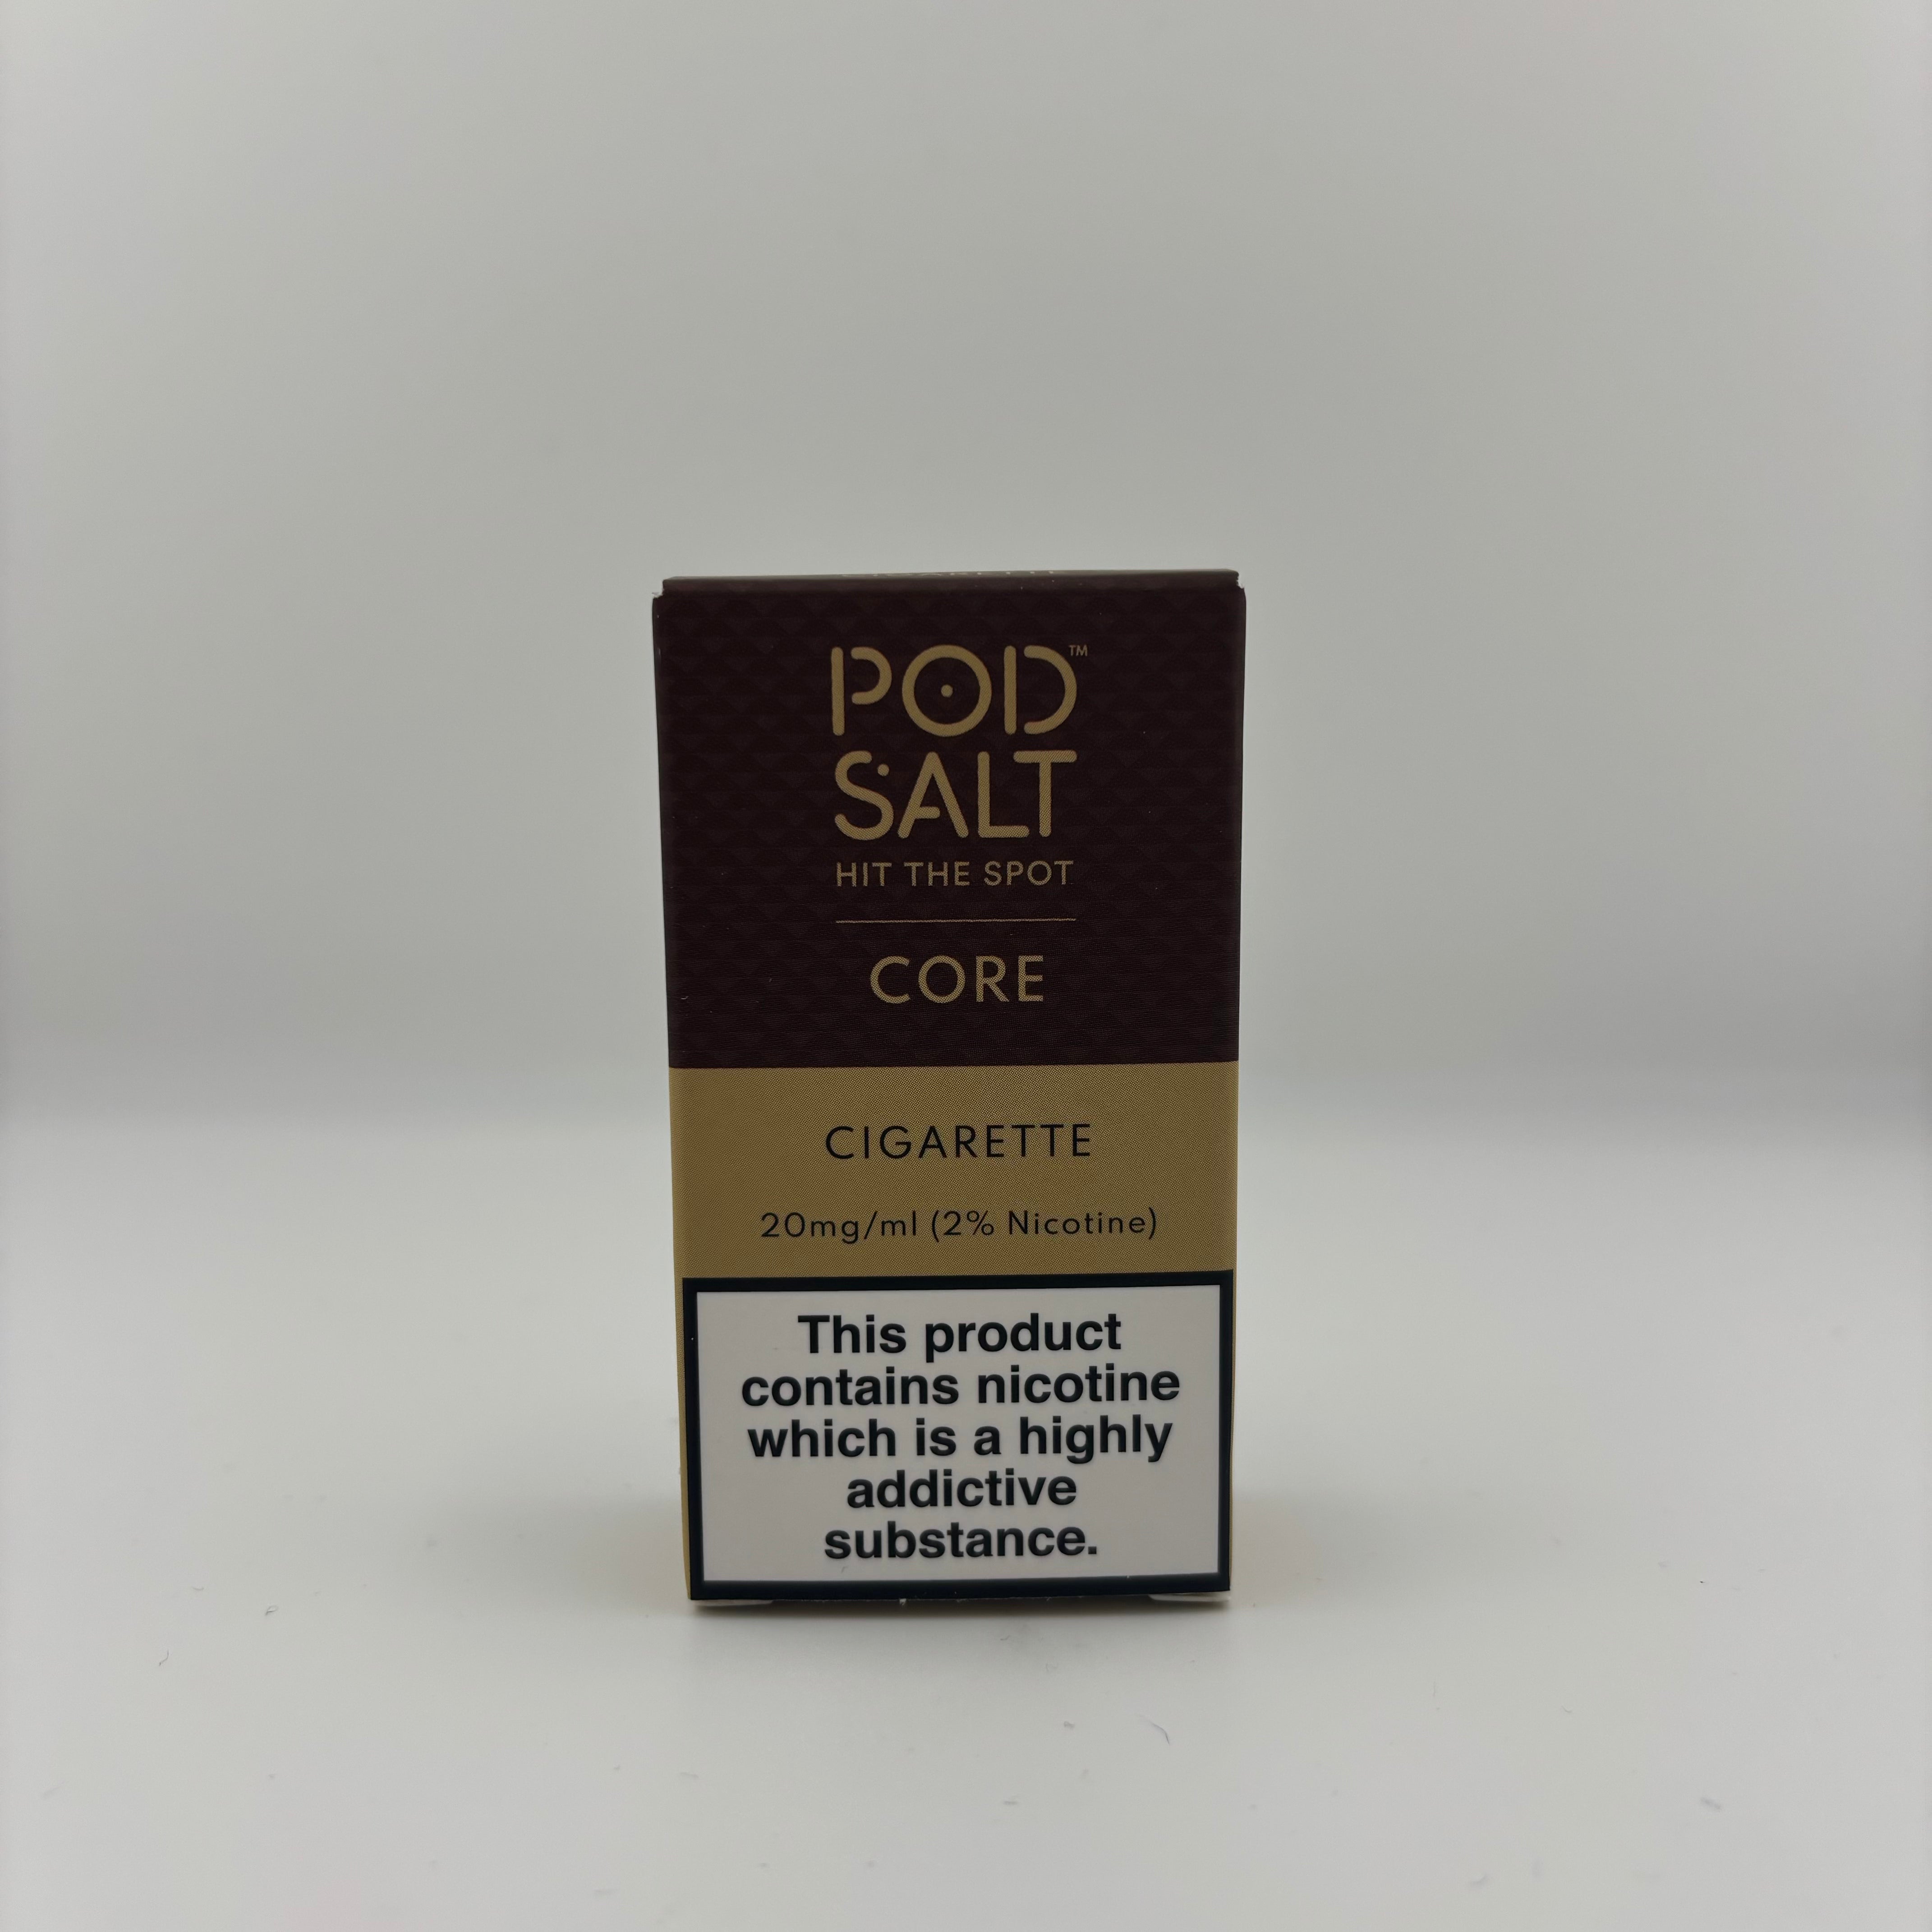 POD™
SALT
HIT THE SPOT
CORE
CIGARETTE
20mg/ml (2% Nicotine)
This product
contains nicotine
which is a highly
addictive
substance.